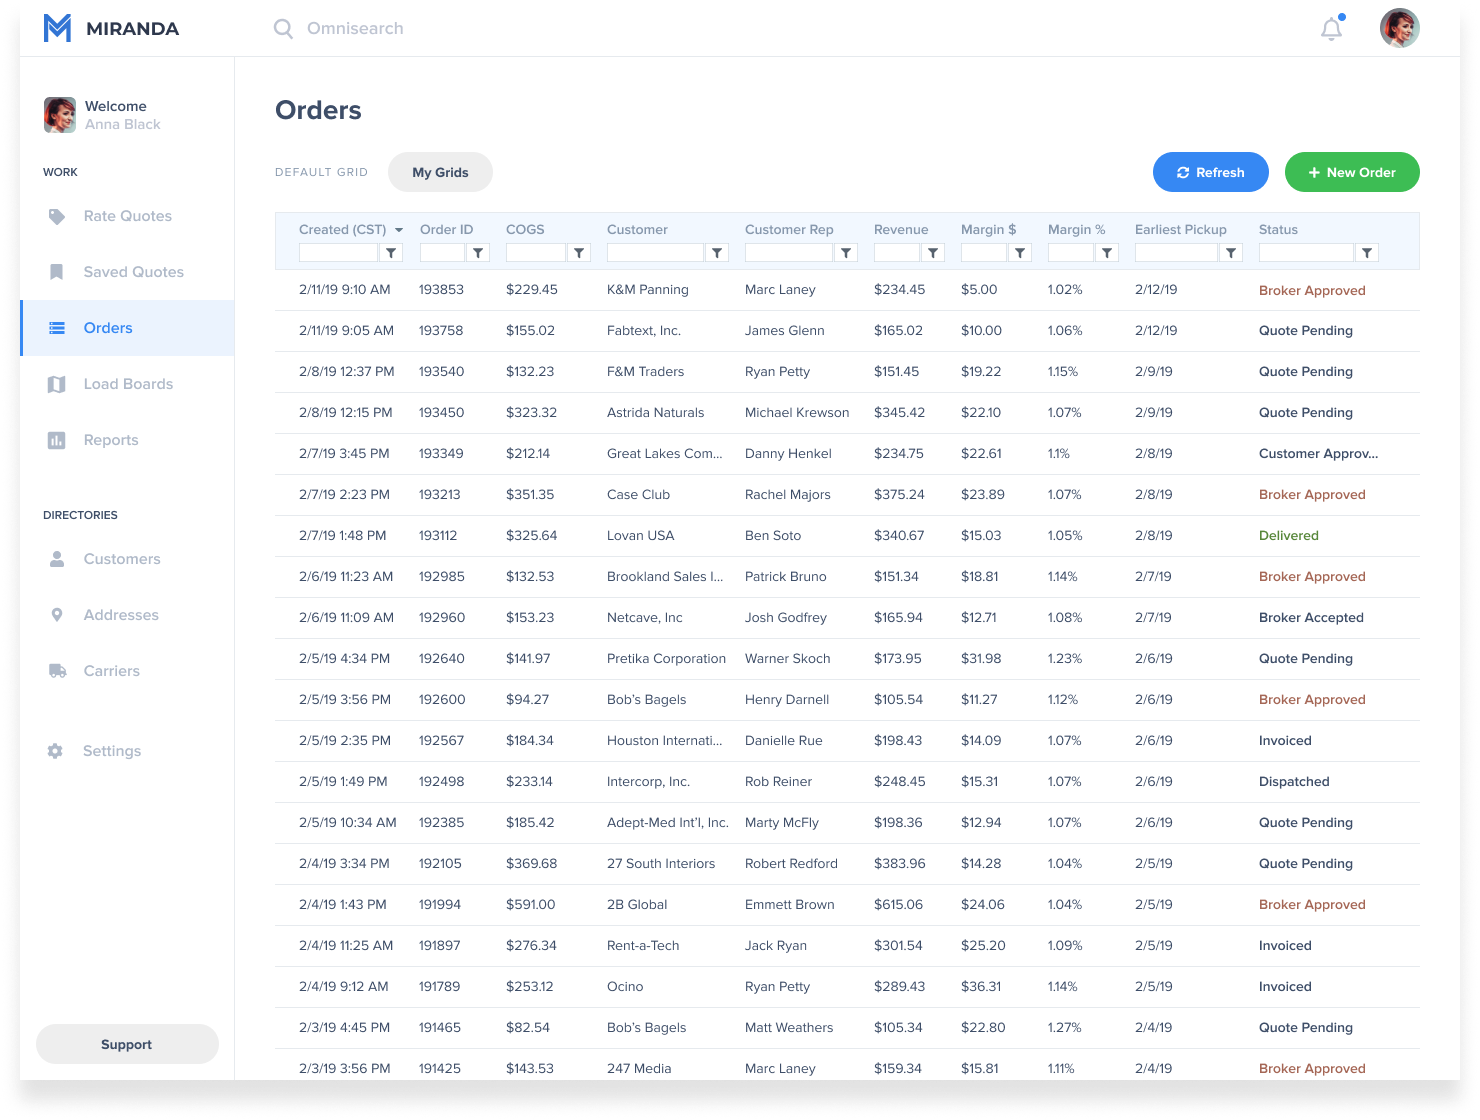 MIRANDA
Omnisearch
Welcome
Anna Black
WORK
Rate Quotes
Saved Quotes
Orders
Load Boards
Reports
DIRECTORIES
Customers
Addresses
Carriers
Settings
Support
Orders
DEFAULT GRID My Grids Refresh + New Order
Created (CST) Order ID COGS Customer Customer Rep Revenue Margin $ Margin % Earliest Pickup Status
2/11/19 9:10 AM 193853 $229.45 K&M Panning Marc Laney $234.45 $5.00 1.02% 2/12/19 Broker Approved
2/11/19 9:05 AM 193758 $155.02 Fabtext, Inc. James Glenn $165.02 $10.00 1.06% 2/12/19 Quote Pending
2/8/19 12:37 PM 193540 $132.23 F&M Traders Ryan Petty $151.45 $19.22 1.15% 2/9/19 Quote Pending
2/8/19 12:15 PM 193450 $323.32 Astrida Naturals Michael Krewson $345.42 $22.10 1.07% 2/9/19 Quote Pending
2/7/19 3:45 PM 193349 $212.14 Great Lakes Com... Danny Henkel $234.75 $22.61 1.1% 2/8/19 Customer Approv...
2/7/19 2:23 PM 193213 $351.35 Case Club Rachel Majors $375.24 $23.89 1.07% 2/8/19 Broker Approved
2/7/19 1:48 PM 193112 $325.64 Lovan USA Ben Soto $340.67 $15.03 1.05% 2/8/19 Delivered
2/6/19 11:23 AM 192985 $132.53 Brookland Sales I... Patrick Bruno $151.34 $18.81 1.14% 2/7/19 Broker Approved
2/6/19 11:09 AM 192960 $153.23 Netcave, Inc Josh Godfrey $165.94 $12.71 1.08% 2/7/19 Broker Accepted
2/5/19 4:34 PM 192640 $141.97 Pretika Corporation Warner Skoch $173.95 $31.98 1.23% 2/6/19 Quote Pending
2/5/19 3:56 PM 192600 $94.27 Bob's Bagels Henry Darnell $105.54 $11.27 1.12% 2/6/19 Broker Approved
2/5/19 2:35 PM 192567 $184.34 Houston Internati... Danielle Rue $198.43 $14.09 1.07% 2/6/19 Invoiced
2/5/19 1:49 PM 192498 $233.14 Intercorp, Inc. Rob Reiner $248.45 $15.31 1.07% 2/6/19 Dispatched
2/5/19 10:34 AM 192385 $185.42 Adept-Med Int'l, Inc. Marty McFly $198.36 $12.94 1.07% 2/6/19 Quote Pending
2/4/19 3:34 PM 192105 $369.68 27 South Interiors Robert Redford $383.96 $14.28 1.04% 2/5/19 Quote Pending
2/4/19 1:43 PM 191994 $591.00 2B Global Emmett Brown $615.06 $24.06 1.04% 2/5/19 Broker Approved
2/4/19 11:25 AM 191897 $276.34 Rent-a-Tech Jack Ryan $301.54 $25.20 1.09% 2/5/19 Invoiced
2/4/19 9:12 AM 191789 $253.12 Ocino Ryan Petty $289.43 $36.31 1.14% 2/5/19 Invoiced
2/3/19 4:45 PM 191465 $82.54 Bob's Bagels Matt Weathers $105.34 $22.80 1.27% 2/4/19 Quote Pending
2/3/19 3:56 PM 191425 $143.53 247 Media Marc Laney $159.34 $15.81 1.11% 2/4/19 Broker Approved